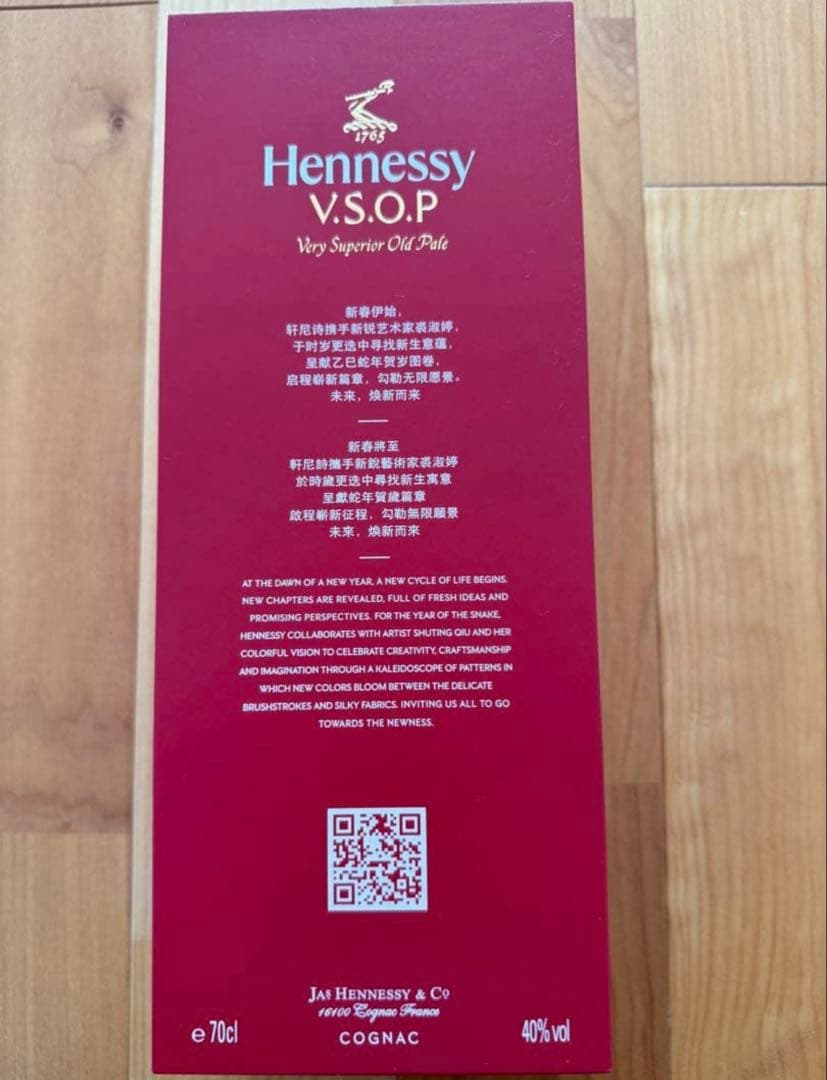 1765
Hennessy
V.S.O.P
Very Superior Old Pale
新春伊始，
轩尼诗携手新锐艺术家裘淑婷，
于时岁更迭中寻找新生意蕴，
呈献乙巳蛇年贺岁图卷，
启程崭新篇章，勾勒无限愿景。
未来，焕新而来
新春將至
軒尼詩攜手新銳藝術家裘淑婷
於時歲更迭中尋找新生寓意
呈獻蛇年賀歲篇章
啟程嶄新征程，勾勒無限願景
未來，煥新而来
AT THE DAWN OF A NEW YEAR, A NEW CYCLE OF LIFE BEGINS.
NEW CHAPTERS ARE REVEALED, FULL OF FRESH IDEAS AND
PROMISING PERSPECTIVES. FOR THE YEAR OF THE SNAKE,
HENNESSY COLLABORATES WITH ARTIST SHUTING QIU AND HER
COLORFUL VISION TO CELEBRATE CREATIVITY, CRAFTSMANSHIP
AND IMAGINATION THROUGH A KALEIDOSCOPE OF PATTERNS IN
WHICH NEW COLORS BLOOM BETWEEN THE DELICATE
BRUSHSTROKES AND SILKY FABRICS. INVITING US ALL TO GO
TOWARDS THE NEWNESS.
JAS HENNESSY & CO
16100 Cognac France
e 70cl
COGNAC
40% vol